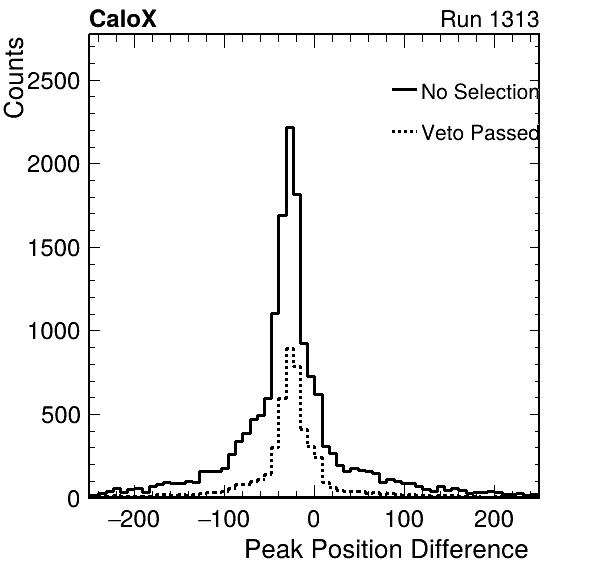 CaloX Run 1313
Counts
2500
2000
1500
1000
500
0
No Selection
Veto Passed
−200 −100 0 100 200
Peak Position Difference